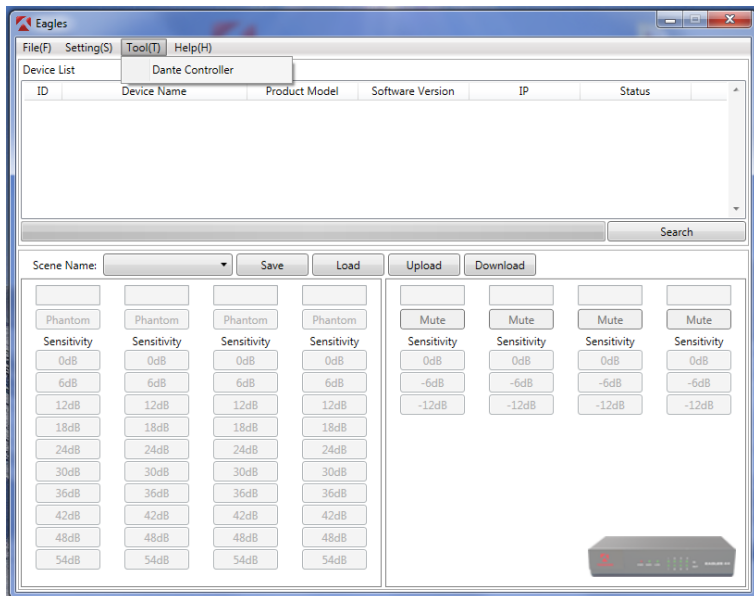 Eagles
File(F) Setting(S) Tool(T) Help(H)
Device List Dante Controller
ID Device Name Product Model Software Version IP Status
Search
Scene Name: Save Load Upload Download
Phantom Phantom Phantom Phantom Mute Mute Mute Mute
Sensitivity Sensitivity Sensitivity Sensitivity Sensitivity Sensitivity Sensitivity Sensitivity
0dB 0dB 0dB 0dB 0dB 0dB 0dB 0dB
6dB 6dB 6dB 6dB -6dB -6dB -6dB -6dB
12dB 12dB 12dB 12dB -12dB -12dB -12dB -12dB
18dB 18dB 18dB 18dB
24dB 24dB 24dB 24dB
30dB 30dB 30dB 30dB
36dB 36dB 36dB 36dB
42dB 42dB 42dB 42dB
48dB 48dB 48dB 48dB
54dB 54dB 54dB 54dB